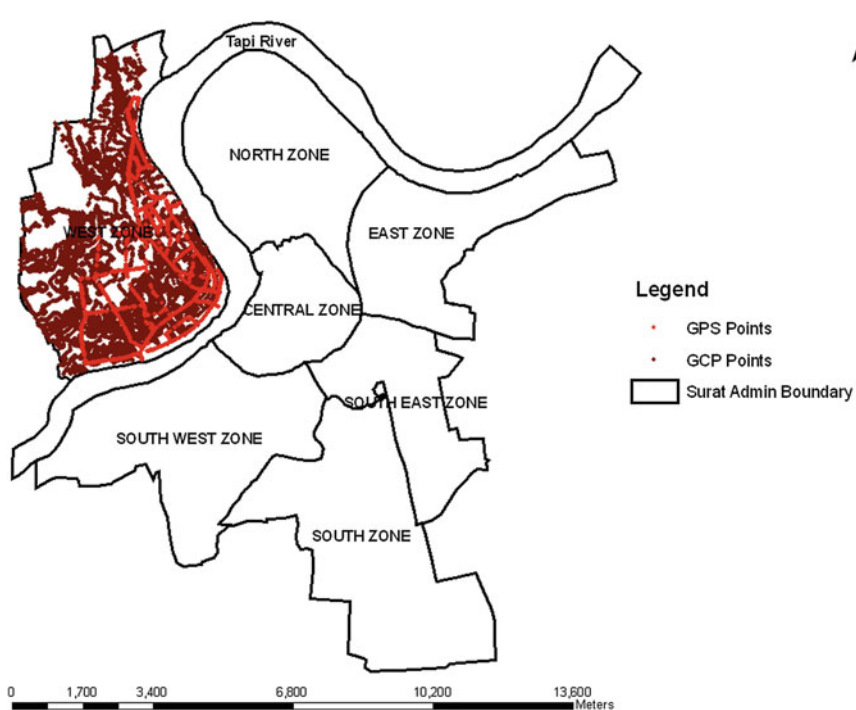 Tapi River
NORTH ZONE
WEST ZONE
EAST ZONE
CENTRAL ZONE
SOUTH EAST ZONE
SOUTH WEST ZONE
SOUTH ZONE
Legend
GPS Points
GCP Points
Surat Admin Boundary
0 1,700 3,400 6,800 10,200 13,600
Meters